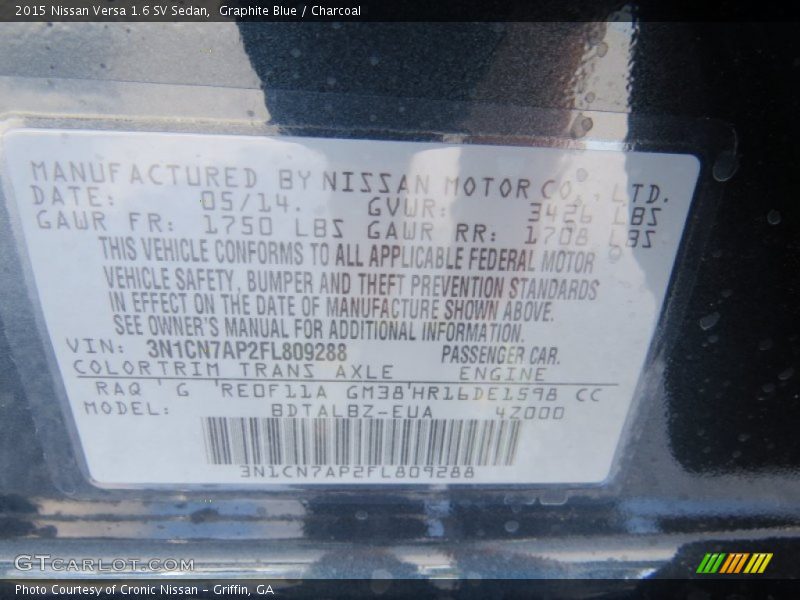 2015 Nissan Versa 1.6 SV Sedan, Graphite Blue / Charcoal
MANUFACTURED BY NISSAN MOTOR CO., LTD.
DATE: 05/14. GVWR: 3426 LBS
GAWR FR: 1750 LBS GAWR RR: 1708 LBS
THIS VEHICLE CONFORMS TO ALL APPLICABLE FEDERAL MOTOR
VEHICLE SAFETY, BUMPER AND THEFT PREVENTION STANDARDS
IN EFFECT ON THE DATE OF MANUFACTURE SHOWN ABOVE.
SEE OWNER'S MANUAL FOR ADDITIONAL INFORMATION.
VIN: 3N1CN7AP2FL809288 PASSENGER CAR.
COLORTRIM TRANS AXLE ENGINE
RAQ ' G 'RE0F11A GM38'HR16DE1598 CC
MODEL: BDTALBZ-EUA 4Z000
3N1CN7AP2FL809288
GTCARLOT.COM
Photo Courtesy of Cronic Nissan - Griffin, GA